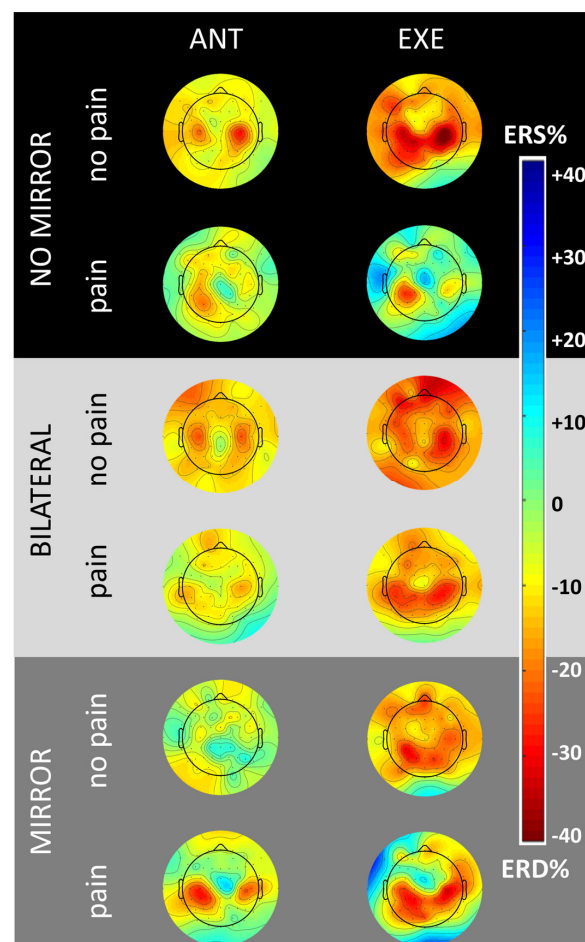 ANT EXE
NO MIRROR
no pain
pain
BILATERAL
no pain
pain
MIRROR
no pain
pain
ERS%
+40
+30
+20
+10
0
-10
-20
-30
-40
ERD%